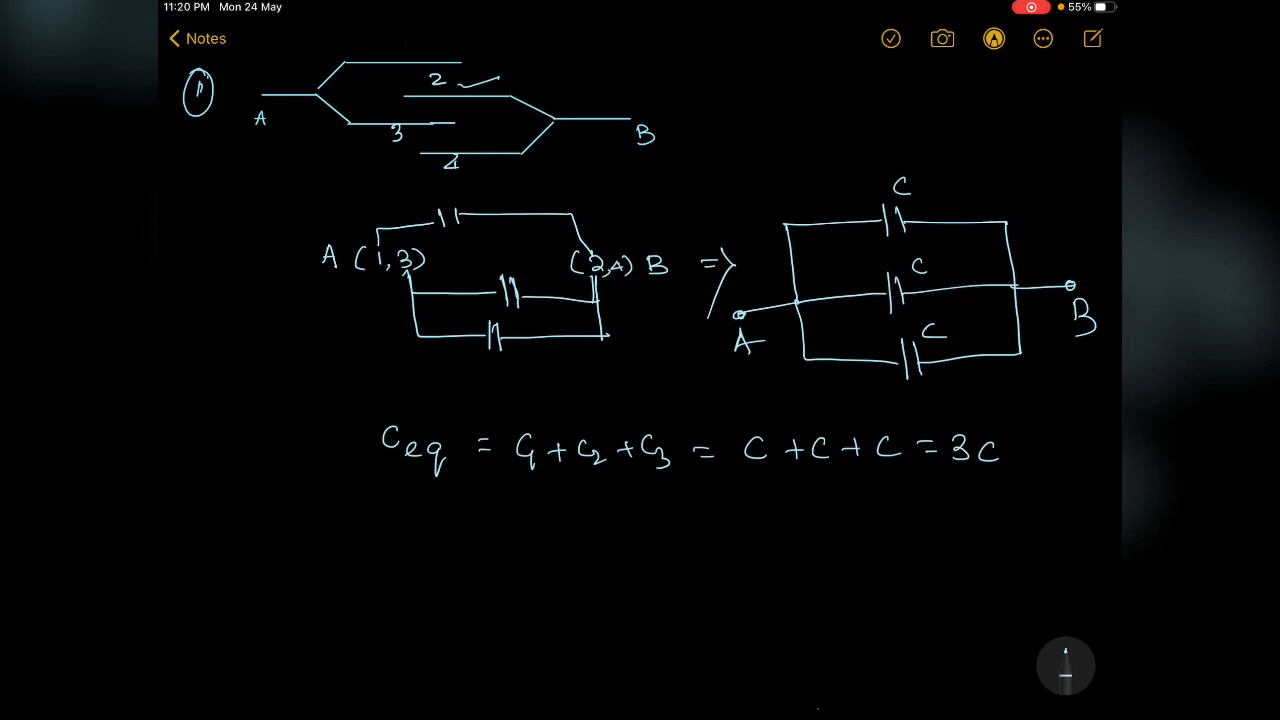 11:20 PM Mon 24 May 55%
Notes
1
2
A
3
B
4
C
A (1,3) (2,4) B =>
C
A
B
C
Ceq = C1 + C2 + C3 = C + C + C = 3C